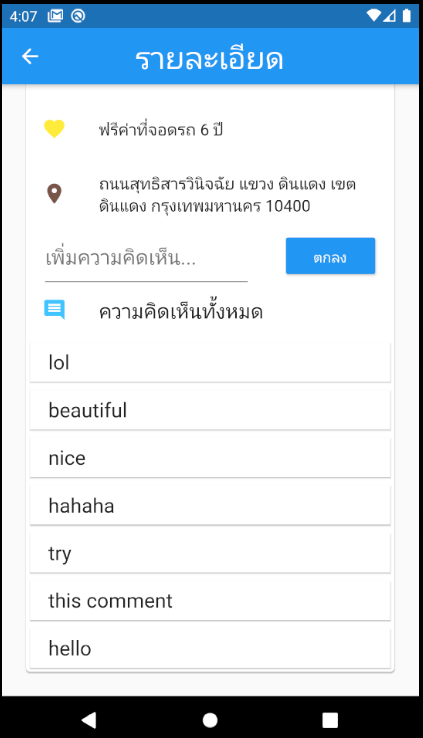 4:07
รายละเอียด
ฟรีค่าที่จอดรถ 6 ปี
ถนนสุทธิสารวินิจฉัย แขวง ดินแดง เขต
ดินแดง กรุงเทพมหานคร 10400
เพิ่มความคิดเห็น...
ตกลง
ความคิดเห็นทั้งหมด
lol
beautiful
nice
hahaha
try
this comment
hello